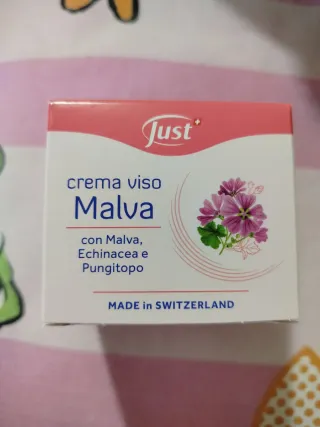 Just
crema viso
Malva
con Malva,
Echinacea e
Pungitopo
MADE in SWITZERLAND